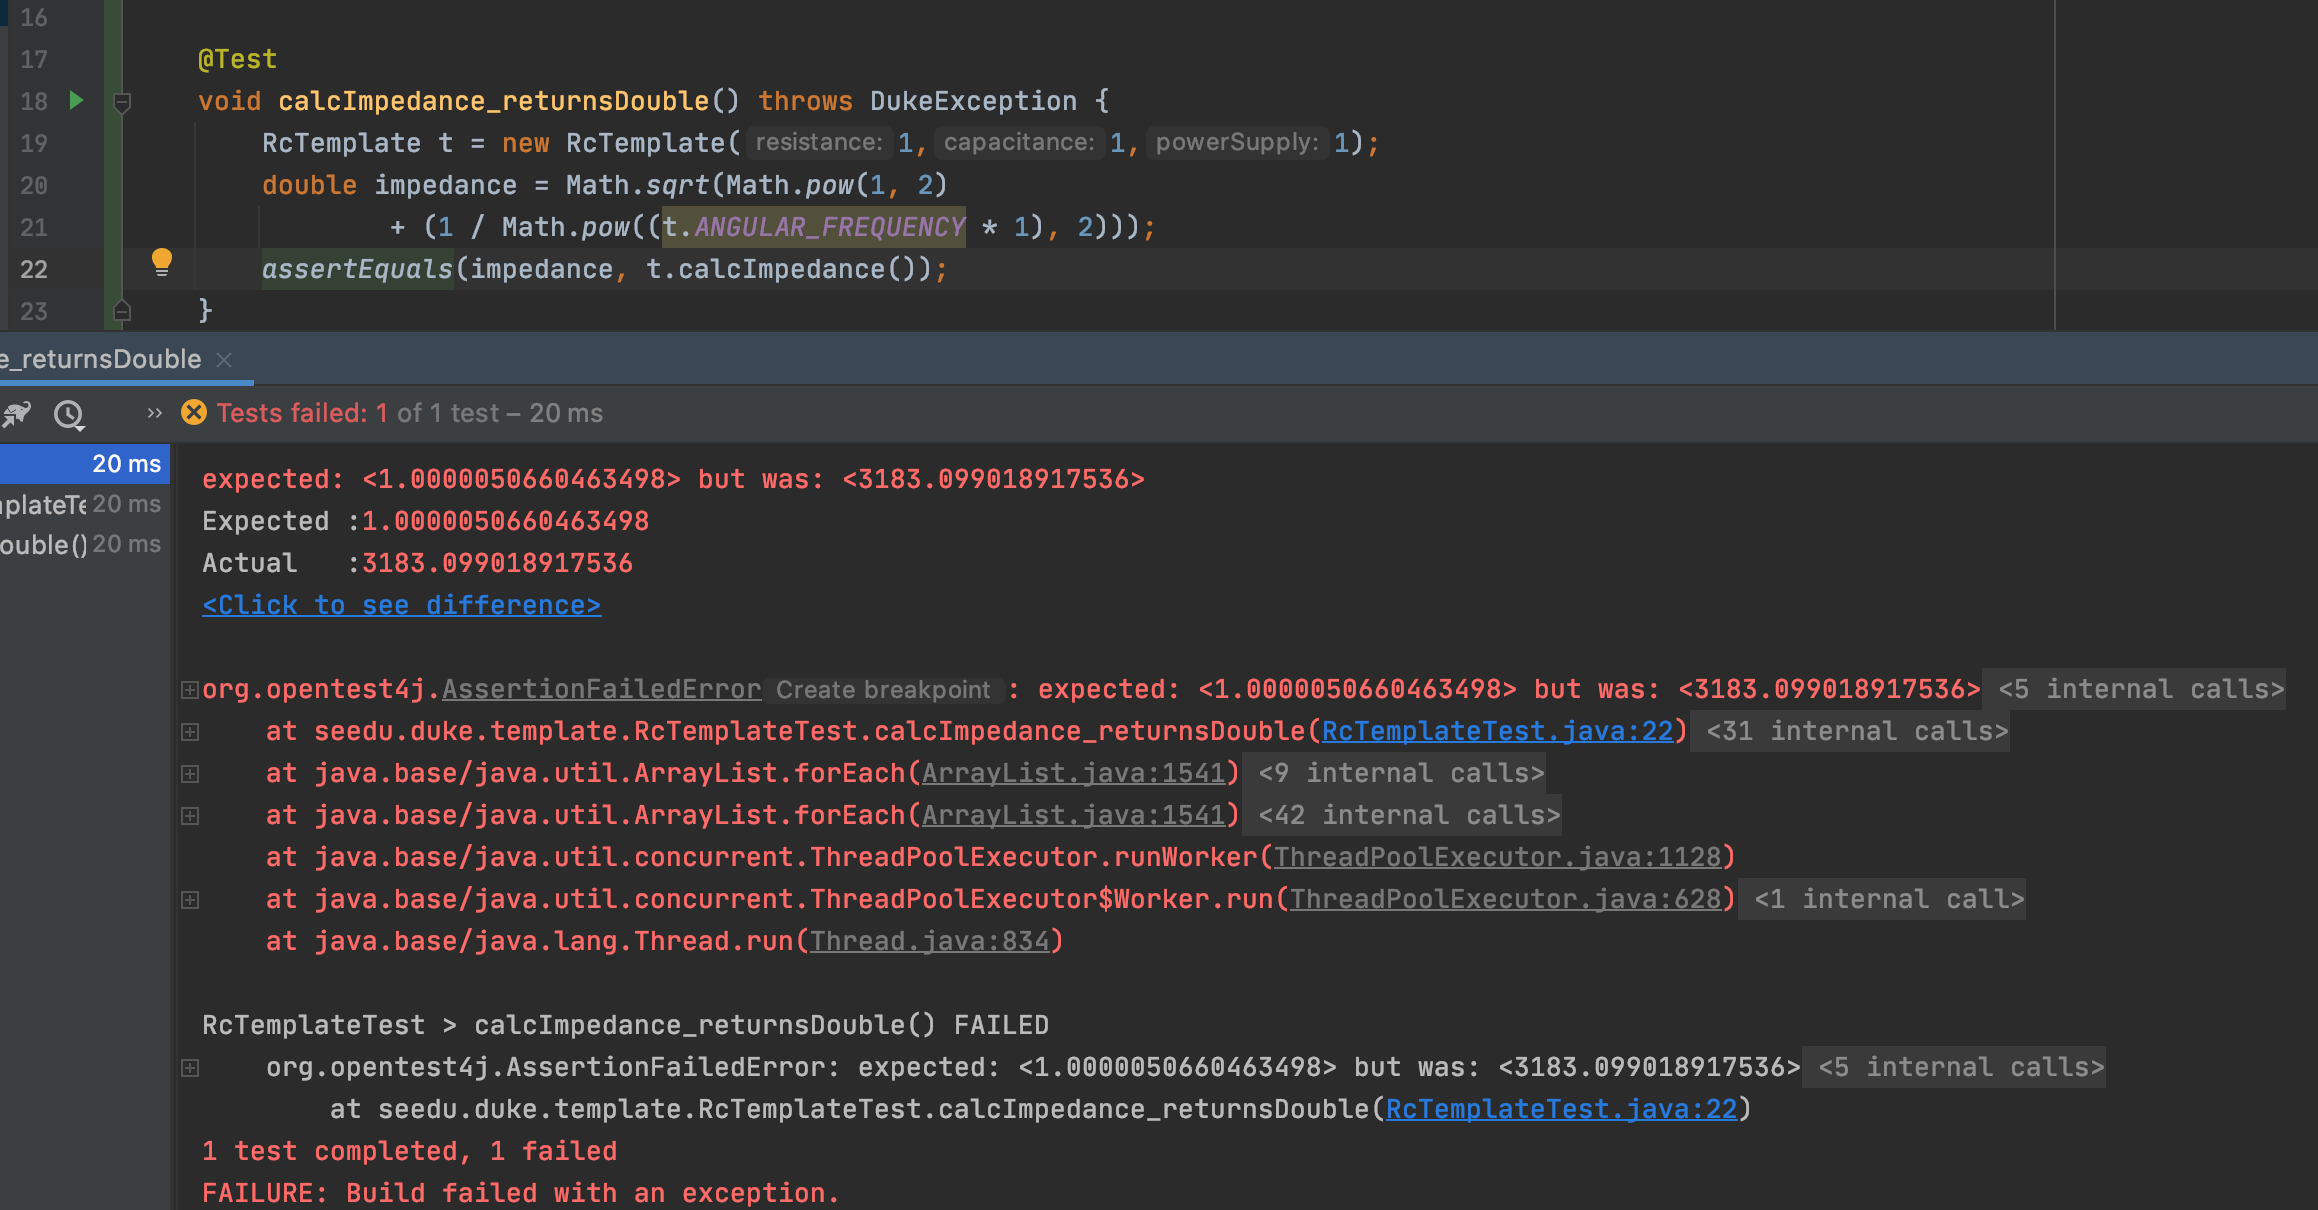 16
17 @Test
18 void calcImpedance_returnsDouble() throws DukeException {
19 RcTemplate t = new RcTemplate( resistance: 1, capacitance: 1, powerSupply: 1);
20 double impedance = Math.sqrt(Math.pow(1, 2)
21 + (1 / Math.pow((t.ANGULAR_FREQUENCY * 1), 2)));
22 assertEquals(impedance, t.calcImpedance());
23 }
e_returnsDouble ×
» Tests failed: 1 of 1 test – 20 ms
20 ms
mplateTe 20 ms
ouble() 20 ms
expected: <1.0000050660463498> but was: <3183.099018917536>
Expected :1.0000050660463498
Actual   :3183.099018917536
<Click to see difference>
org.opentest4j.AssertionFailedError Create breakpoint : expected: <1.0000050660463498> but was: <3183.099018917536> <5 internal calls>
at seedu.duke.template.RcTemplateTest.calcImpedance_returnsDouble(RcTemplateTest.java:22) <31 internal calls>
at java.base/java.util.ArrayList.forEach(ArrayList.java:1541) <9 internal calls>
at java.base/java.util.ArrayList.forEach(ArrayList.java:1541) <42 internal calls>
at java.base/java.util.concurrent.ThreadPoolExecutor.runWorker(ThreadPoolExecutor.java:1128)
at java.base/java.util.concurrent.ThreadPoolExecutor$Worker.run(ThreadPoolExecutor.java:628) <1 internal call>
at java.base/java.lang.Thread.run(Thread.java:834)
RcTemplateTest > calcImpedance_returnsDouble() FAILED
org.opentest4j.AssertionFailedError: expected: <1.0000050660463498> but was: <3183.099018917536> <5 internal calls>
at seedu.duke.template.RcTemplateTest.calcImpedance_returnsDouble(RcTemplateTest.java:22)
1 test completed, 1 failed
FAILURE: Build failed with an exception.